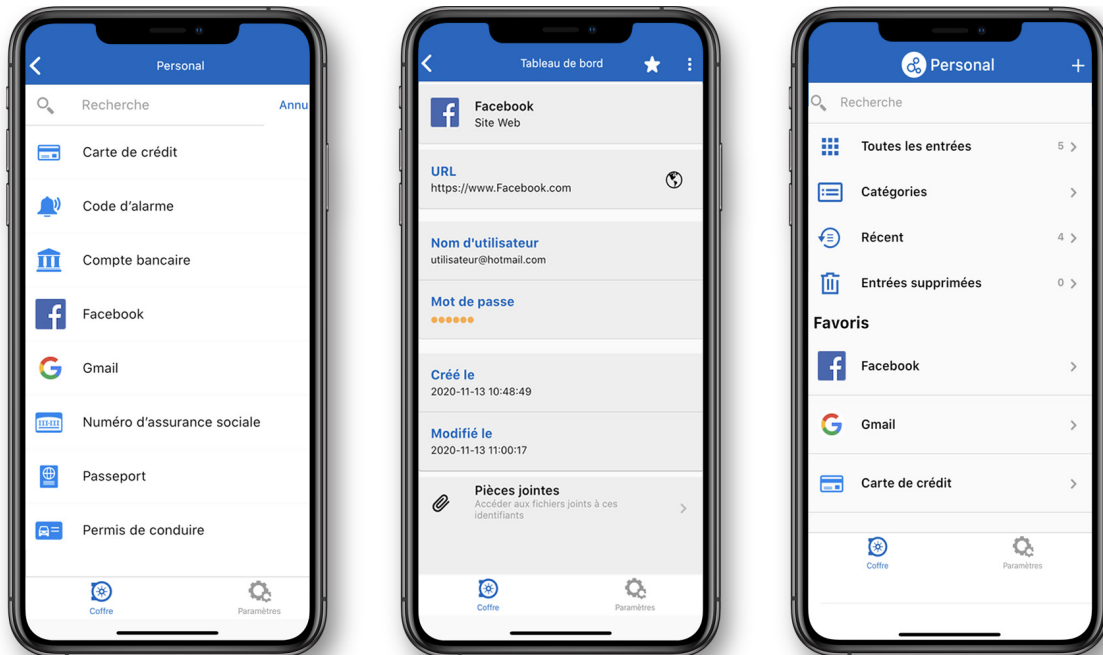 Personal
Recherche
Annu
Carte de crédit
Code d'alarme
Compte bancaire
Facebook
Gmail
Numéro d'assurance sociale
Passeport
Permis de conduire
Coffre
Paramètres
Tableau de bord
Facebook
Site Web
URL
https://www.Facebook.com
Nom d'utilisateur
utilisateur@hotmail.com
Mot de passe
Créé le
2020-11-13 10:48:49
Modifié le
2020-11-13 11:00:17
Pièces jointes
Accéder aux fichiers joints à ces
identifiants
Coffre
Paramètres
Personal
Recherche
Toutes les entrées 5
Catégories
Récent 4
Entrées supprimées 0
Favoris
Facebook
Gmail
Carte de crédit
Coffre
Paramètres